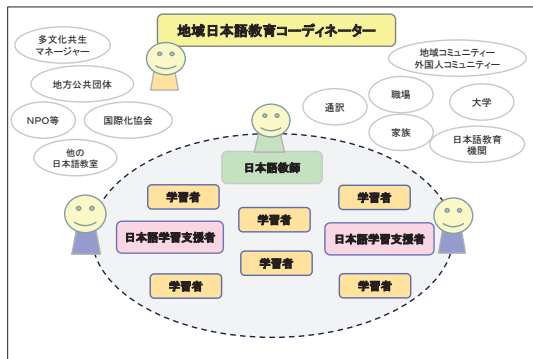 地域日本語教育コーディネーター
多文化共生
マネージャー
地方公共団体
NPO等
国際化協会
他の
日本語教室
地域コミュニティー
外国人コミュニティー
通訳
職場
大学
家族
日本語教育
機関
日本語教師
学習者
学習者
学習者
日本語学習支援者
日本語学習支援者
学習者
学習者
学習者